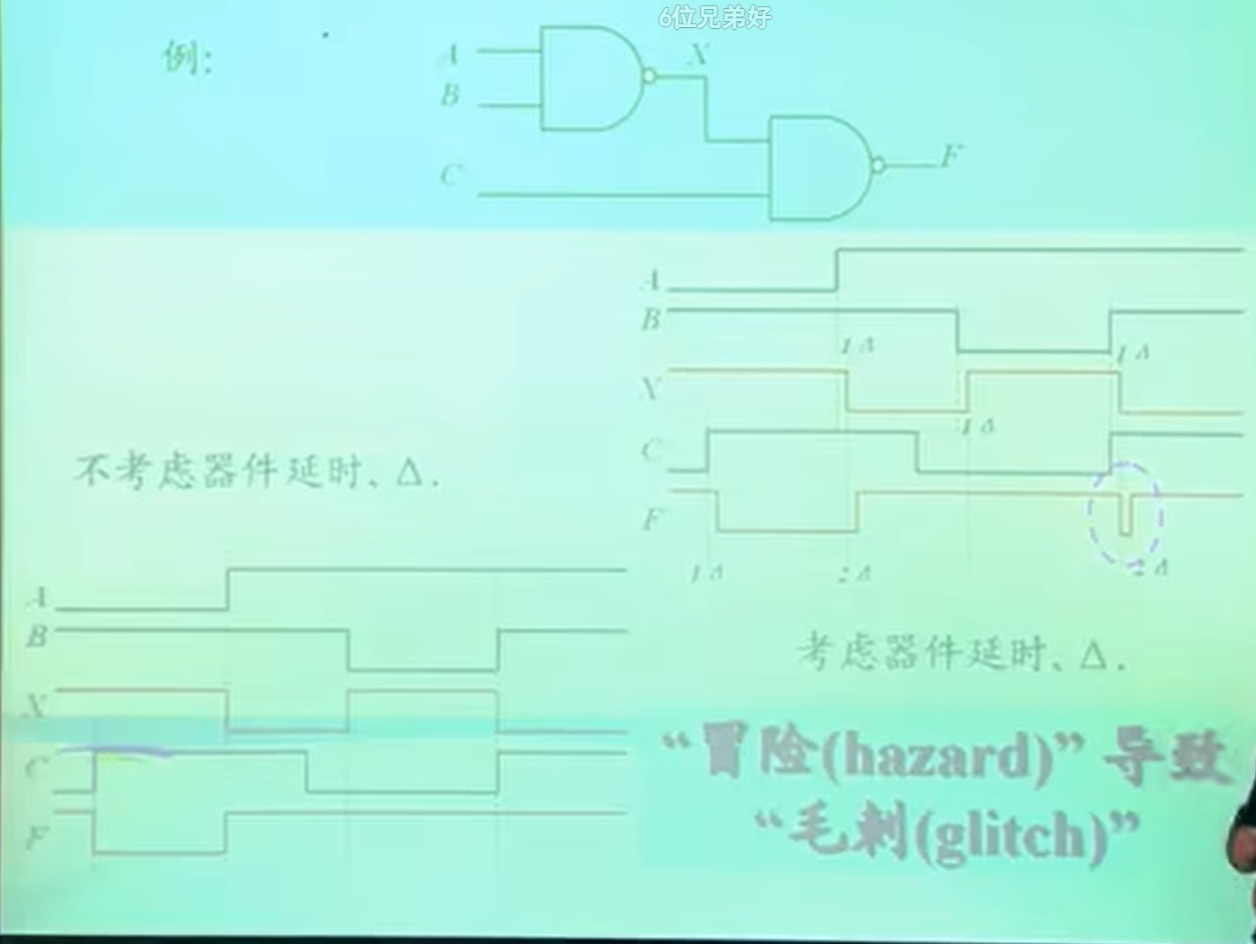 6位兄弟好
例:
A
X
B
C
F
A
B
1Δ
1Δ
X
1Δ
C
F
1Δ
2Δ
2Δ
不考虑器件延时、Δ.
A
B
X
C
F
考虑器件延时、Δ.
“冒险(hazard)”导致
“毛刺(glitch)”